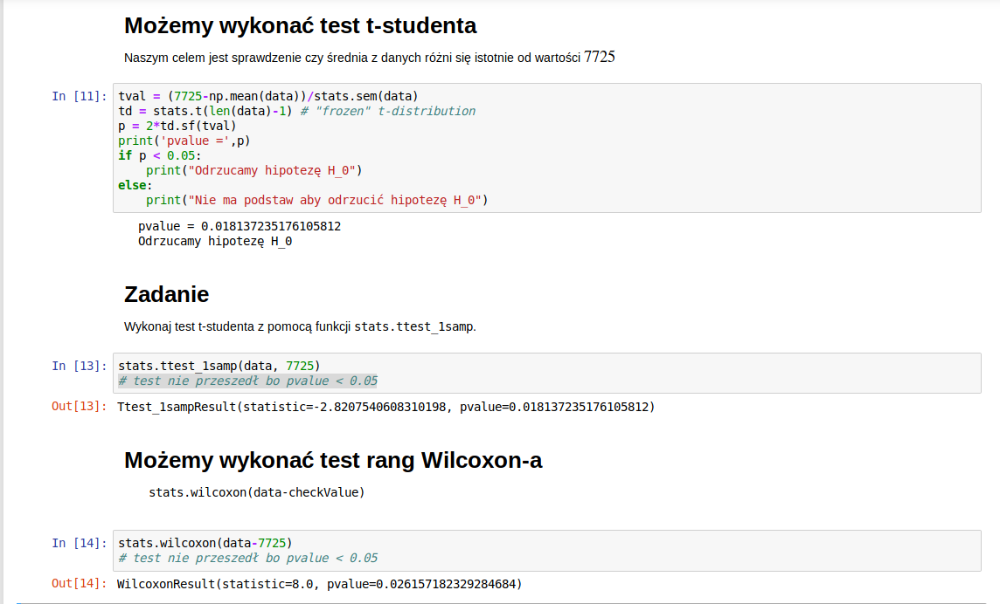 Możemy wykonać test t-studenta
Naszym celem jest sprawdzenie czy średnia z danych różni się istotnie od wartości 7725
In [11]: tval = (7725-np.mean(data))/stats.sem(data)
td = stats.t(len(data)-1) # "frozen" t-distribution
p = 2*td.sf(tval)
print('pvalue =',p)
if p < 0.05:
    print("Odrzucamy hipotezę H_0")
else:
    print("Nie ma podstaw aby odrzucić hipotezę H_0")
pvalue = 0.018137235176105812
Odrzucamy hipotezę H_0
Zadanie
Wykonaj test t-studenta z pomocą funkcji stats.ttest_1samp.
In [13]: stats.ttest_1samp(data, 7725)
# test nie przeszedł bo pvalue < 0.05
Out[13]: Ttest_1sampResult(statistic=-2.8207540608310198, pvalue=0.018137235176105812)
Możemy wykonać test rang Wilcoxon-a
stats.wilcoxon(data-checkValue)
In [14]: stats.wilcoxon(data-7725)
# test nie przeszedł bo pvalue < 0.05
Out[14]: WilcoxonResult(statistic=8.0, pvalue=0.026157182329284684)